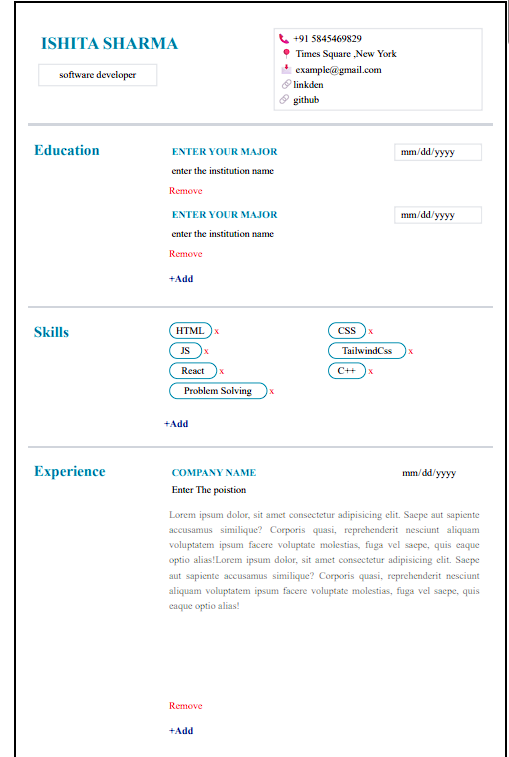 ISHITA SHARMA
software developer
+91 5845469829
Times Square ,New York
example@gmail.com
linkden
github
Education
ENTER YOUR MAJOR
mm/dd/yyyy
enter the institution name
Remove
ENTER YOUR MAJOR
mm/dd/yyyy
enter the institution name
Remove
+Add
Skills
HTML x
CSS x
JS x
TailwindCss x
React x
C++ x
Problem Solving x
+Add
Experience
COMPANY NAME
mm/dd/yyyy
Enter The poistion
Lorem ipsum dolor, sit amet consectetur adipisicing elit. Saepe aut sapiente
accusamus similique? Corporis quasi, reprehenderit nesciunt aliquam
voluptatem ipsum facere voluptate molestias, fuga vel saepe, quis eaque
optio alias!Lorem ipsum dolor, sit amet consectetur adipisicing elit. Saepe
aut sapiente accusamus similique? Corporis quasi, reprehenderit nesciunt
aliquam voluptatem ipsum facere voluptate molestias, fuga vel saepe, quis
eaque optio alias!
Remove
+Add